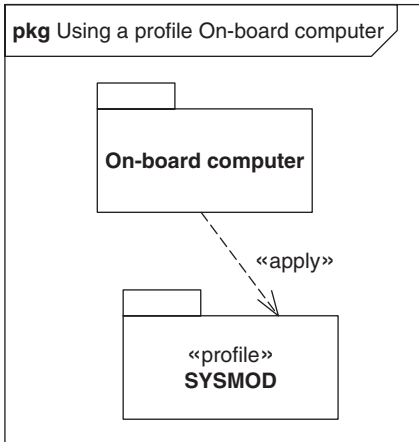 pkg Using a profile On-board computer
On-board computer
«apply»
«profile»
SYSMOD